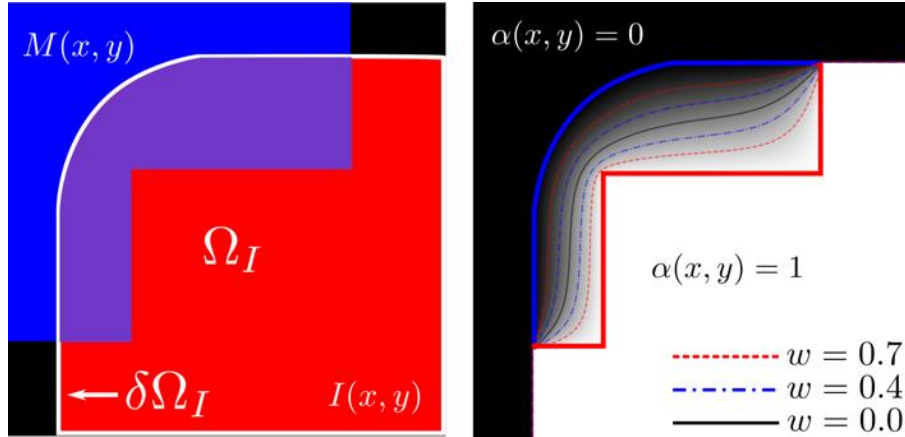 M(x, y)
Ω_I
δΩ_I
I(x, y)
α(x, y) = 0
α(x, y) = 1
w = 0.7
w = 0.4
w = 0.0